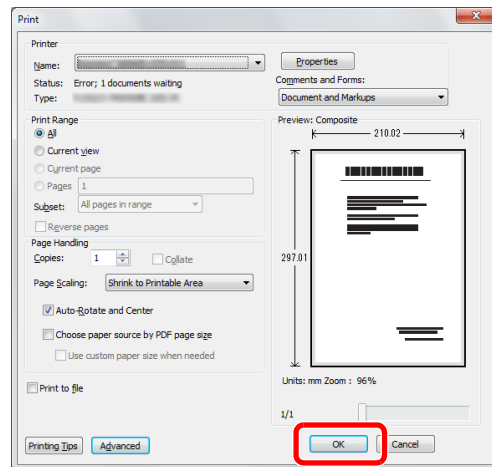 Print
Printer
Name:
Properties
Status: Error; 1 documents waiting
Comments and Forms:
Type:
Document and Markups
Print Range
All
Current view
Current page
Pages 1
Subset: All pages in range
Reverse pages
Preview: Composite
210.02
297.01
Page Handling
Copies: 1 Collate
Page Scaling: Shrink to Printable Area
Auto-Rotate and Center
Choose paper source by PDF page size
Use custom paper size when needed
Print to file
Units: mm Zoom : 96%
1/1
Printing Tips Advanced OK Cancel